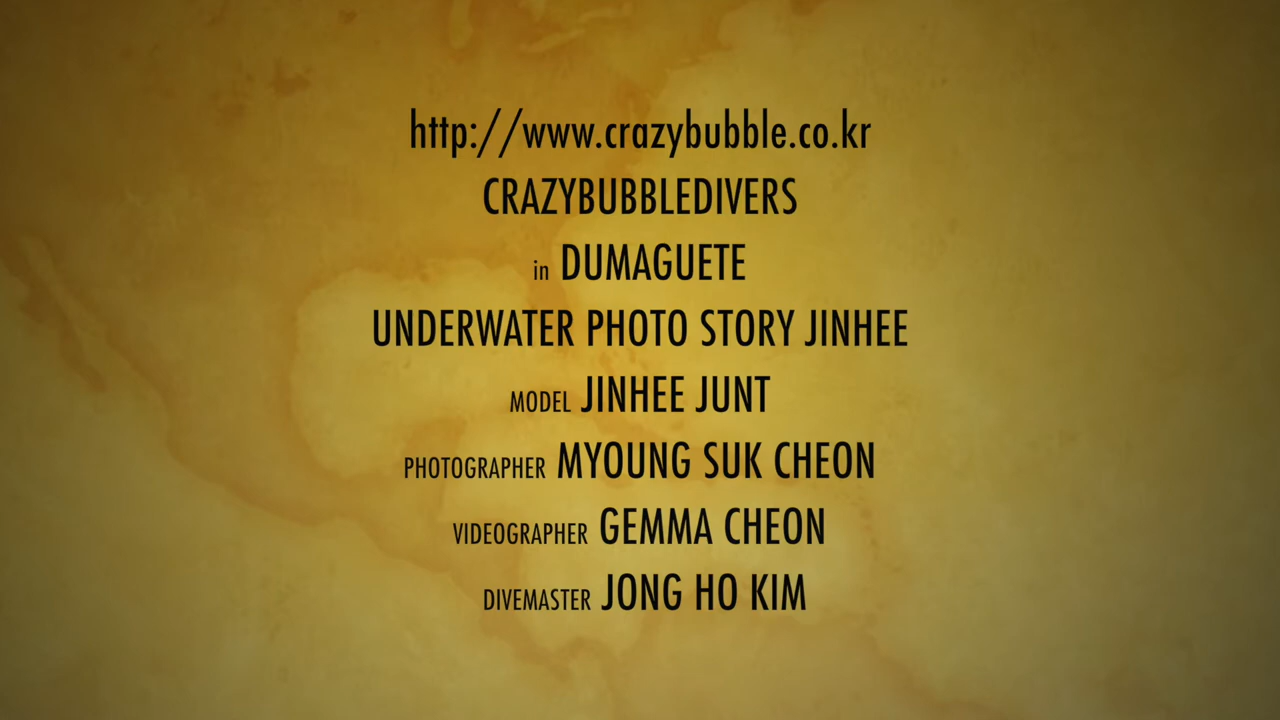 http://www.crazybubble.co.kr
CRAZYBUBBLEDIVERS
in DUMAGUETE
UNDERWATER PHOTO STORY JINHEE
MODEL JINHEE JUNT
PHOTOGRAPHER MYOUNG SUK CHEON
VIDEOGRAPHER GEMMA CHEON
DIVEMASTER JONG HO KIM